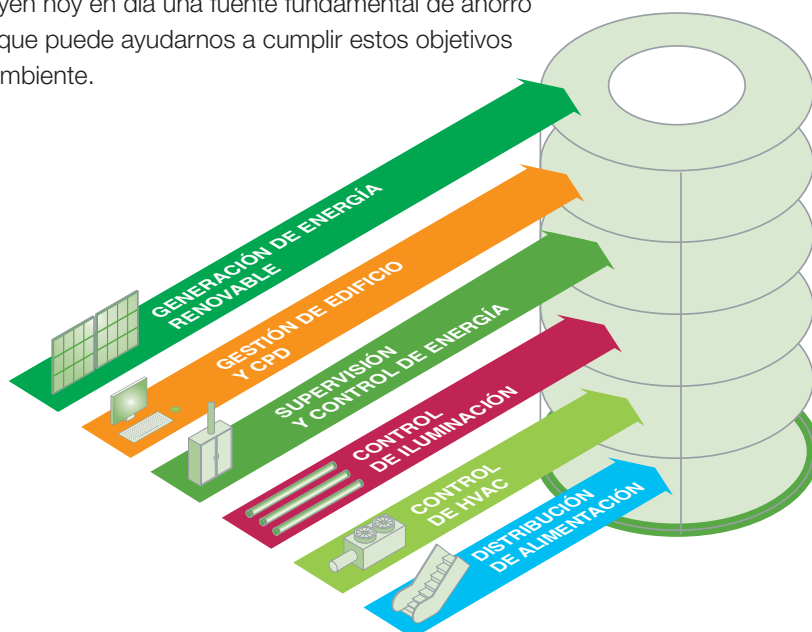 yen hoy en día una fuente fundamental de ahorro
que puede ayudarnos a cumplir estos objetivos
mbiente.
GENERACIÓN DE ENERGÍA
RENOVABLE
GESTIÓN DE EDIFICIO
Y CPD
SUPERVISIÓN
Y CONTROL DE ENERGÍA
CONTROL
DE ILUMINACIÓN
CONTROL
DE HVAC
DISTRIBUCIÓN
DE ALIMENTACIÓN